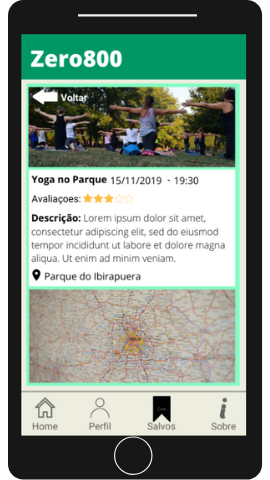 Zero800
Voltar
Yoga no Parque 15/11/2019 - 19:30
Avaliaçoes:
Descrição: Lorem ipsum dolor sit amet,
consectetur adipiscing elit, sed do eiusmod
tempor incididunt ut labore et dolore magna
aliqua. Ut enim ad minim veniam.
Parque do Ibirapuera
Home Perfil Salvos Sobre